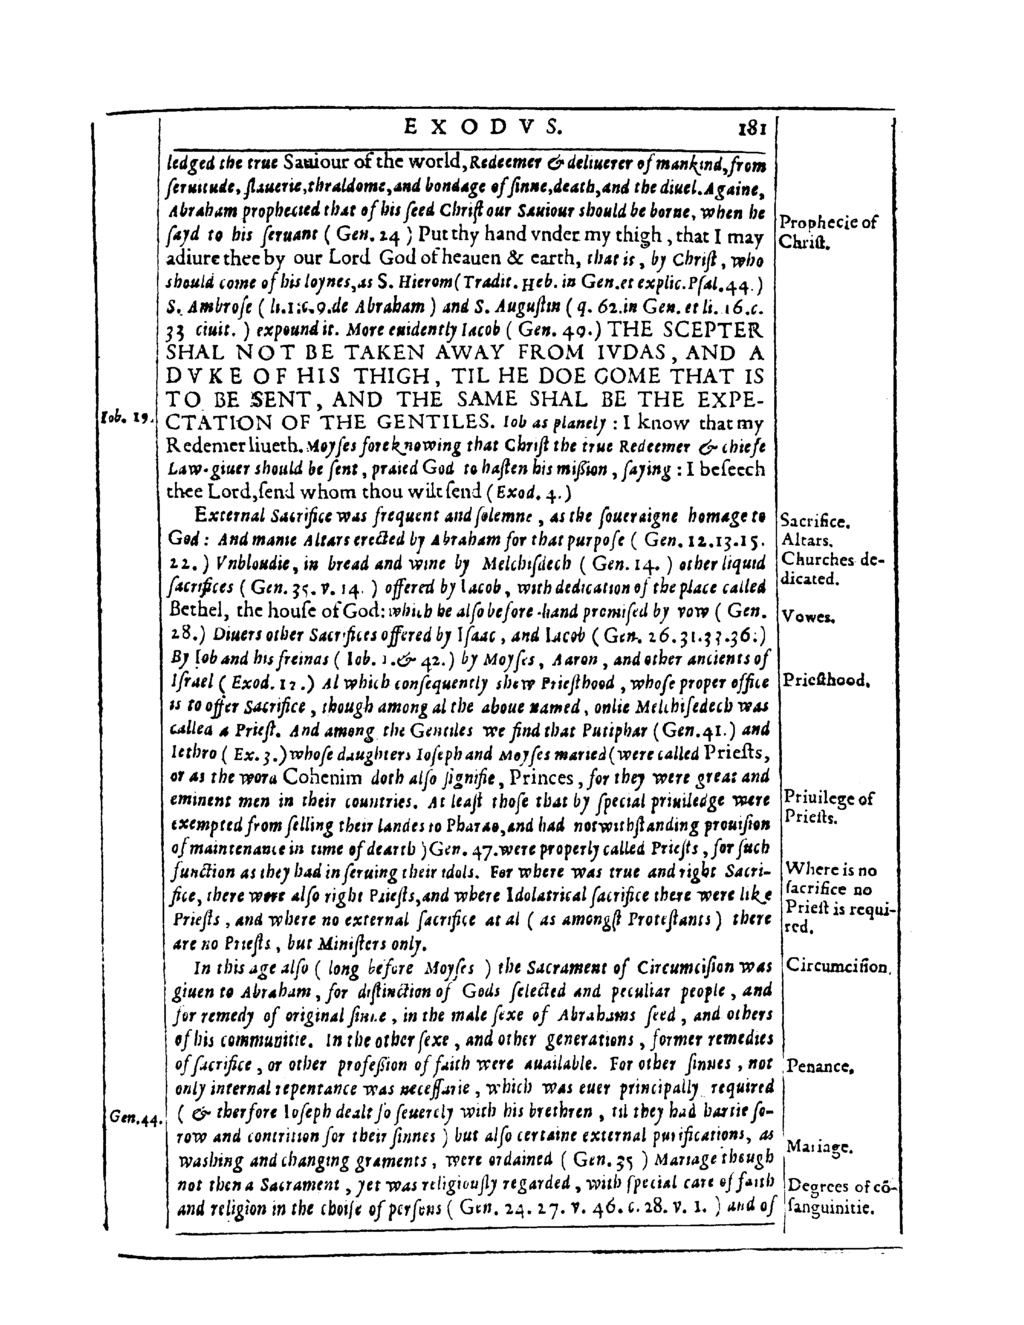 EXODVS. 181
ledged the true Sauiour of the world, Redeemer & deliuerer of mankind, from
seruitude, slauerie, thraldome, and bondage of sinne, death, and the diuel. Againe,
Abraham prophecied that of his seed Christ our Sauiour should be borne, when he
sayd to his seruant ( Gen. 24 ) Put thy hand vnder my thigh, that I may
adiure thee by our Lord God of heauen & earth, that is, by Christ, who
should come of his loynes, as S. Hierom (Tradit. Heb. in Gen. et explic. Psal. 44. )
S. Ambrose ( li. 1. c. 9. de Abraham ) and S. Augustin ( q. 62. in Gen. et li. 16. c.
33 ciuit. ) expound it. More euidently Iacob ( Gen. 49. ) THE SCEPTER
SHAL NOT BE TAKEN AWAY FROM IVDAS, AND A
DVKE OF HIS THIGH, TIL HE DOE COME THAT IS
TO BE SENT, AND THE SAME SHAL BE THE EXPE-
CTATION OF THE GENTILES. Iob as planely : I know that my
Redemer liueth. Moyses foreknowing that Christ the true Redeemer & chiefe
Law-giuer should be sent, praied God to hasten his mission, saying : I beseech
thee Lord, send whom thou wilt send ( Exod. 4. )
External Sacrifice was frequent and solemne, as the soueraigne homage to
God : And manie Altars erected by Abraham for that purpose ( Gen. 12. 13. 15.
22. ) Vnbloudie, in bread and wine by Melchisdech ( Gen. 14. ) other liquid
sacrifices ( Gen. 35. v. 14. ) offered by Iacob, with dedication of the place called
Bethel, the house of God: which he also before-hand promised by vow ( Gen.
28. ) Diuers other Sacrifices offered by Isaac, and Iacob ( Gen. 26. 31. 33. 36. )
By Iob and his freinas ( Iob. 1. & 42. ) by Moyses, Aaron, and other ancients of
Israel ( Exod. 12. ) Al which consequently shew Priesthood, whose proper office
is to offer Sacrifice, though among al the aboue named, onlie Melchisedech was
called a Priest. And among the Gentiles we find that Putiphar (Gen. 41. ) and
Iethro ( Ex. 3. ) whose daughters Ioseph and Moyses maried (were called Priests,
or as the word Cohenim doth also signifie, Princes, for they were great and
eminent men in their countries. At least those that by special priuiledge were
exempted from selling their landes to Pharao, and had notwithstanding prouision
of maintenance in time of dearth ) Gen. 47. were properly called Priests, for such
function as they had in seruing their idols. For where was true and right Sacri-
fice, there were also right Priests, and where Idolatrical sacrifice there were like
Priests, and where no external sacrifice at al ( as amongst Protestants ) there
are no Priests, but Ministers only.
In this age also ( long before Moyses ) the Sacrament of Circumcision was
giuen to Abraham, for distinction of Gods selected and peculiar people, and
for remedy of original sinne, in the male sexe of Abrahams seed, and others
of his communitie. In the other sexe, and other generations, former remedies
of sacrifice, or other profession of faith were auailable. For other sinnes, not
only internal repentance was necessarie, which was euer principally required
( & therfore Ioseph dealt so seuerely with his brethren, til they had hartie so-
row and contrition for their sinnes ) but also certaine external purifications, as
washing and changing graments, were ordained ( Gen. 35 ) Mariage though
not then a Sacrament, yet was religiously regarded, with special care of faith
and religion in the choise of persons ( Gen. 24. 27. v. 46. c. 28. v. 1. ) and of
Iob. 19.
Gen. 44.
Prophecie of
Christ.
Sacrifice.
Altars.
Churches de-
dicated.
Vowes.
Priesthood.
Priuilege of
Priests.
Where is no
sacrifice no
Priest is requi-
red.
Circumcision.
Penance.
Mariage.
Degrees of cō-
sanguinitie.